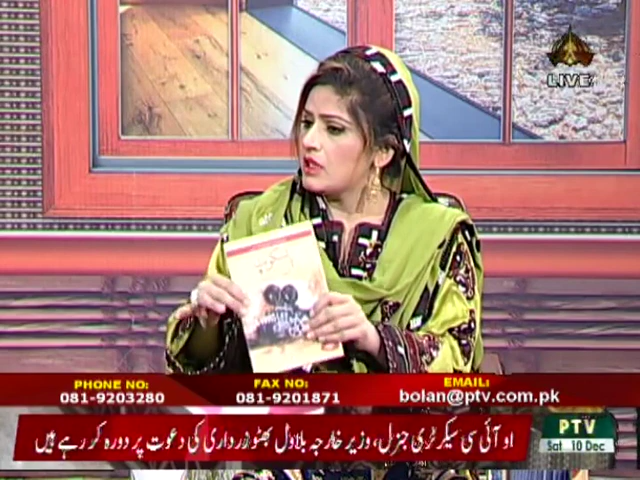 LIVE
PHONE NO:
081-9203280
FAX NO:
081-9201871
EMAIL:
bolan@ptv.com.pk
او آئی سی سیکرٹری جنرل، وزیر خارجہ بلاول بھٹو زرداری کی دعوت پر دورہ کر رہے ہیں
PTV
Sat 10 Dec